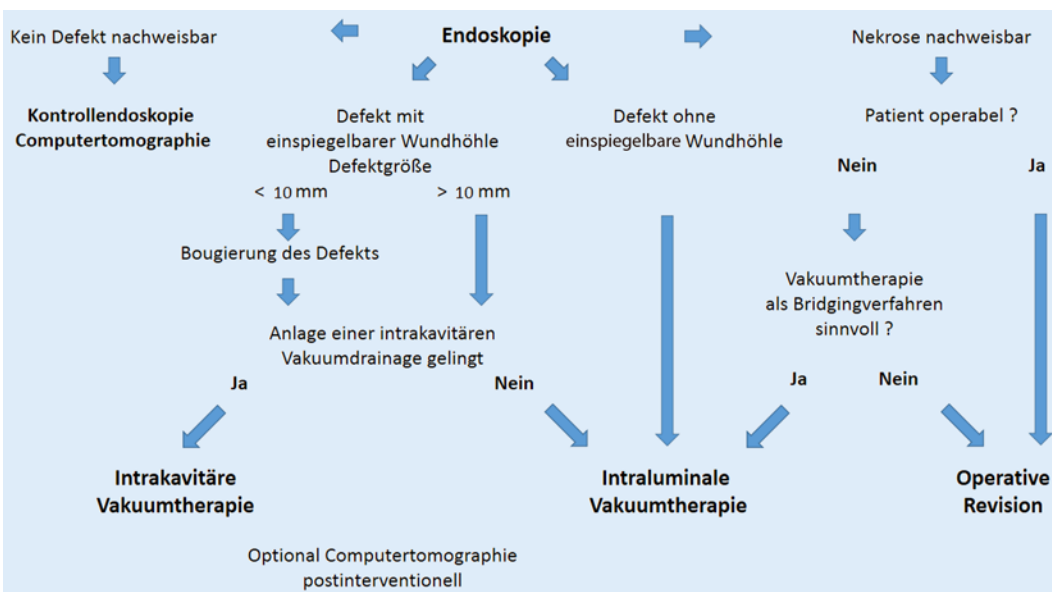 Kein Defekt nachweisbar
Endoskopie
Nekrose nachweisbar
Kontrollendoskopie
Computertomographie
Defekt mit
einspiegelbarer Wundhöhle
Defektgröße
Defekt ohne
einspiegelbare Wundhöhle
Patient operabel ?
< 10 mm
> 10 mm
Nein
Ja
Bougierung des Defekts
Vakuumtherapie
als Bridgingverfahren
sinnvoll ?
Anlage einer intrakavitären
Vakuumdrainage gelingt
Ja
Nein
Ja
Nein
Intrakavitäre
Vakuumtherapie
Intraluminale
Vakuumtherapie
Operative
Revision
Optional Computertomographie
postinterventionell